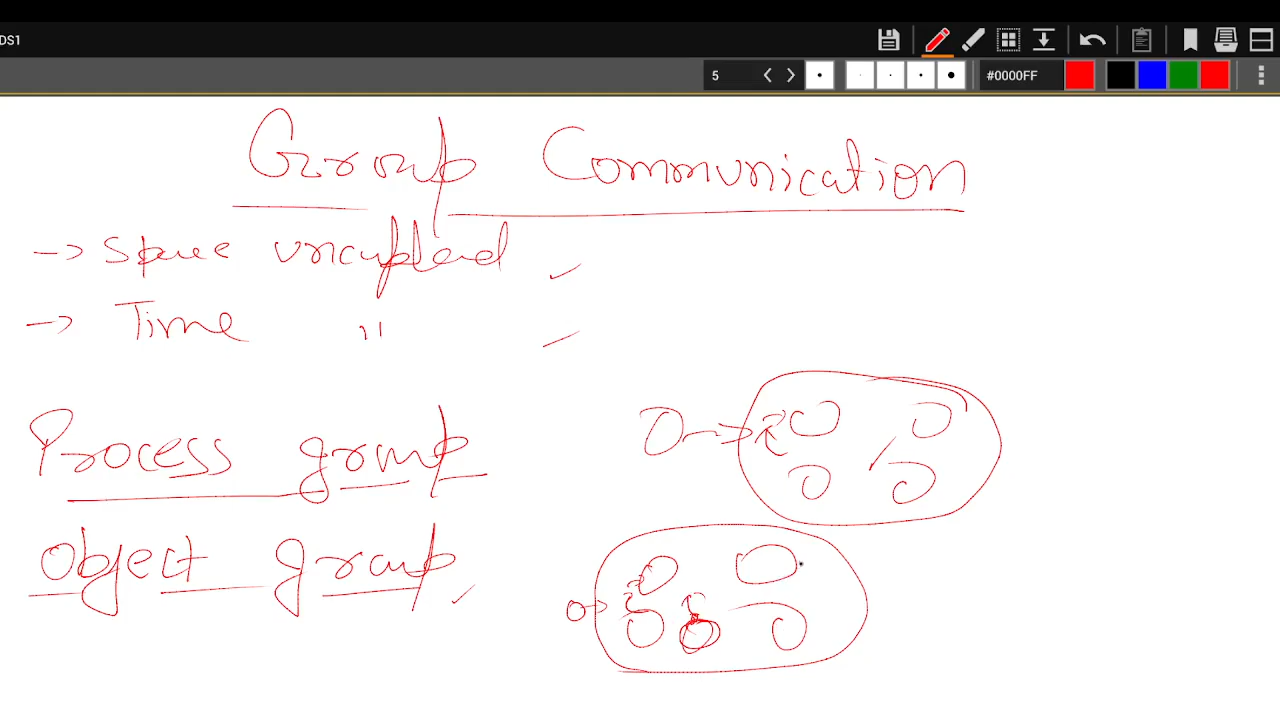 DS1
5
#0000FF
Group Communication
→ Space uncoupled
→ Time "
Process group
Object group